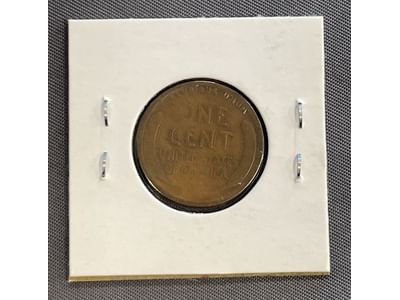 ONE
CENT
UNITED STATES
OF AMERICA